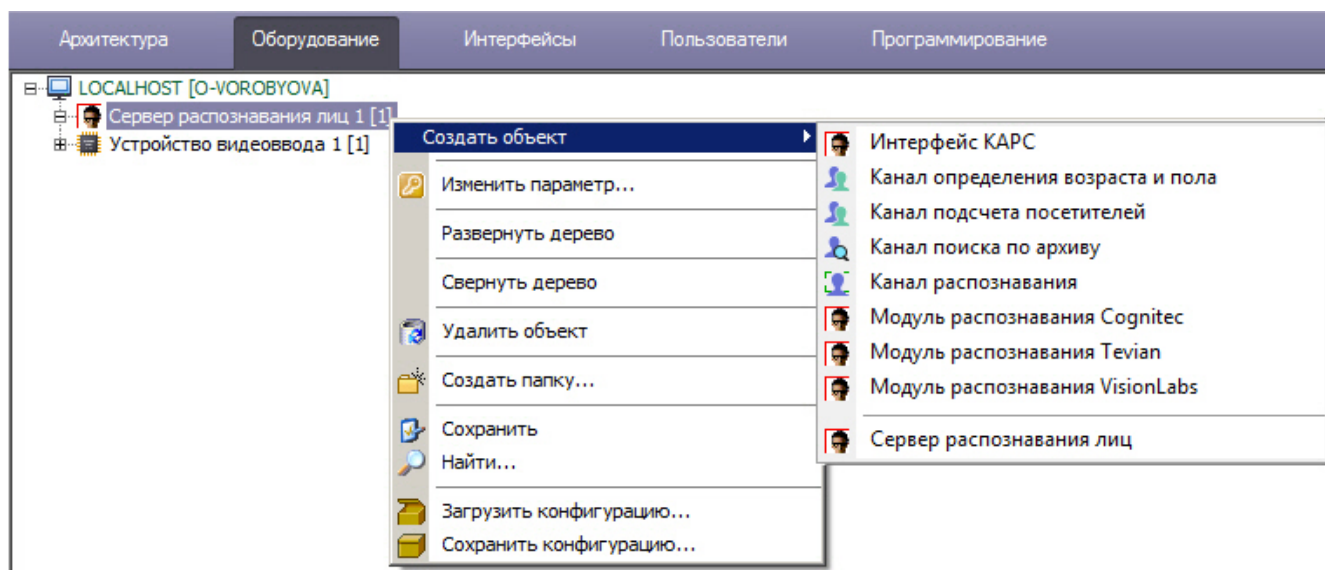 Архитектура
Оборудование
Интерфейсы
Пользователи
Программирование
LOCALHOST [O-VOROBYOVA]
Сервер распознавания лиц 1 [1]
Устройство видеоввода 1 [1]
Создать объект
Изменить параметр...
Развернуть дерево
Свернуть дерево
Удалить объект
Создать папку...
Сохранить
Найти...
Загрузить конфигурацию...
Сохранить конфигурацию...
Интерфейс КАРС
Канал определения возраста и пола
Канал подсчета посетителей
Канал поиска по архиву
Канал распознавания
Модуль распознавания Cognitec
Модуль распознавания Tevian
Модуль распознавания VisionLabs
Сервер распознавания лиц